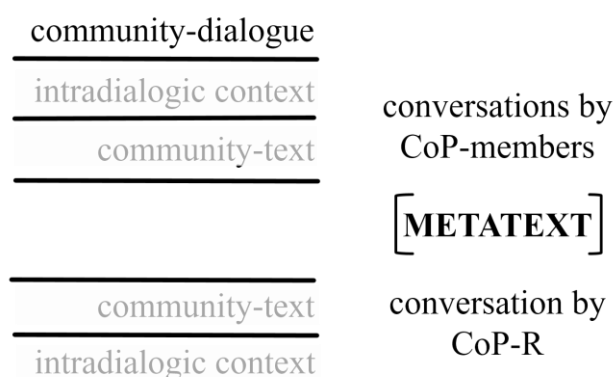 community-dialogue
intradialogic context
community-text
conversations by
CoP-members
[METATEXT]
community-text
intradialogic context
conversation by
CoP-R